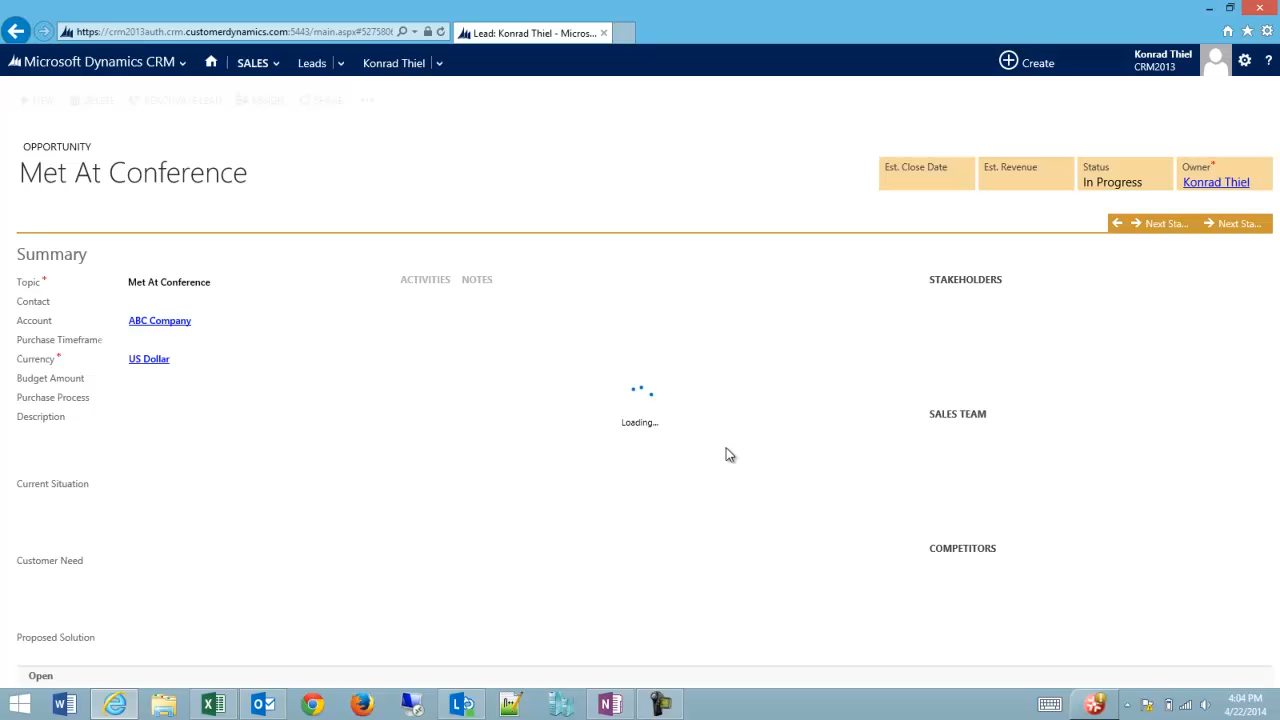 https://crm2013auth.crm.customerdynamics.com:5443/main.aspx#527580
Lead: Konrad Thiel - Micros...
Microsoft Dynamics CRM
SALES
Leads
Konrad Thiel
Create
Konrad Thiel
CRM2013
?
NEW
DELETE
REACTIVATE LEAD
OPPORTUNITY
Met At Conference
Est. Close Date
Est. Revenue
Status
In Progress
Owner*
Konrad Thiel
Next Sta...
Next Sta...
Summary
Topic * Met At Conference
Contact
Account ABC Company
Purchase Timeframe
Currency * US Dollar
Budget Amount
Purchase Process
Description
Current Situation
Customer Need
Proposed Solution
ACTIVITIES NOTES
Loading...
STAKEHOLDERS
SALES TEAM
COMPETITORS
Open
4:04 PM
4/22/2014